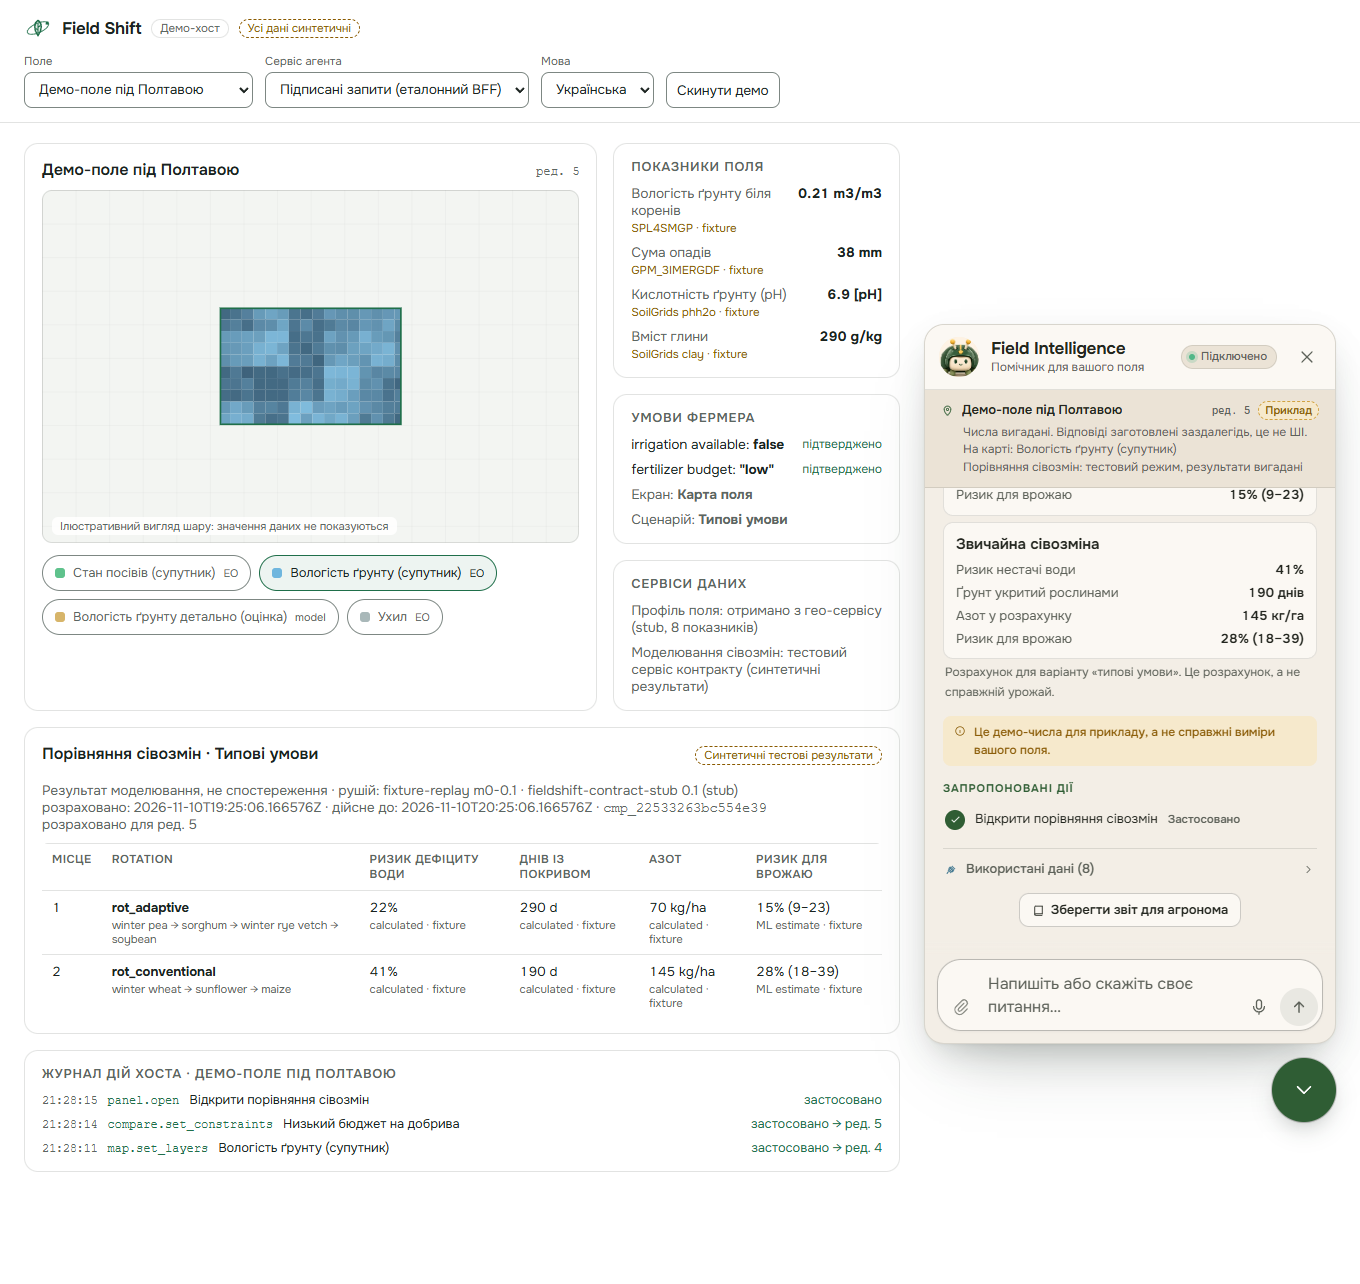 Field Shift
Демо-хост
Усі дані синтетичні
Поле
Сервіс агента
Мова
Демо-поле під Полтавою
Підписані запити (еталонний BFF)
Українська
Скинути демо
Демо-поле під Полтавою
ред. 5
Ілюстративний вигляд шару: значення даних не показуються
Стан посівів (супутник) EO
Вологість ґрунту (супутник) EO
Вологість ґрунту детально (оцінка) model
Ухил EO
ПОКАЗНИКИ ПОЛЯ
Вологість ґрунту біля коренів
0.21 m3/m3
SPL4SMGP · fixture
Сума опадів
38 mm
GPM_3IMERGDF · fixture
Кислотність ґрунту (pH)
6.9 [pH]
SoilGrids phh2o · fixture
Вміст глини
290 g/kg
SoilGrids clay · fixture
УМОВИ ФЕРМЕРА
irrigation available: false
підтверджено
fertilizer budget: "low"
підтверджено
Екран: Карта поля
Сценарій: Типові умови
СЕРВІСИ ДАНИХ
Профіль поля: отримано з гео-сервісу
(stub, 8 показників)
Моделювання сівозмін: тестовий
сервіс контракту (синтетичні
результати)
Порівняння сівозмін · Типові умови
Синтетичні тестові результати
Результат моделювання, не спостереження · рушій: fixture-replay m0-0.1 · fieldshift-contract-stub 0.1 (stub)
розраховано: 2026-11-10T19:25:06.166576Z · дійсне до: 2026-11-10T20:25:06.166576Z · cmp_22533263bc554e39
розраховано для ред. 5
МІСЦЕ ROTATION РИЗИК ДЕФІЦИТУ ВОДИ ДНІВ ІЗ ПОКРИВОМ АЗОТ РИЗИК ДЛЯ ВРОЖАЮ
1 rot_adaptive 22% 290 d 70 kg/ha 15% (9–23)
winter pea → sorghum → winter rye vetch → soybean calculated · fixture calculated · fixture calculated · fixture ML estimate · fixture
2 rot_conventional 41% 190 d 145 kg/ha 28% (18–39)
winter wheat → sunflower → maize calculated · fixture calculated · fixture calculated · fixture ML estimate · fixture
ЖУРНАЛ ДІЙ ХОСТА · ДЕМО-ПОЛЕ ПІД ПОЛТАВОЮ
21:28:15 panel.open Відкрити порівняння сівозмін застосовано
21:28:14 compare.set_constraints Низький бюджет на добрива застосовано → ред. 5
21:28:11 map.set_layers Вологість ґрунту (супутник) застосовано → ред. 4
Field Intelligence
Помічник для вашого поля
Підключено
Демо-поле під Полтавою
ред. 5
Приклад
Числа вигадані. Відповіді заготовлені заздалегідь, це не ШІ.
На карті: Вологість ґрунту (супутник)
Порівняння сівозмін: тестовий режим, результати вигадані
Ризик для врожаю 15% (9–23)
Звичайна сівозміна
Ризик нестачі води 41%
Ґрунт укритий рослинами 190 днів
Азот у розрахунку 145 кг/га
Ризик для врожаю 28% (18–39)
Розрахунок для варіанту «типові умови». Це розрахунок, а не
справжній урожай.
Це демо-числа для прикладу, а не справжні виміри
вашого поля.
ЗАПРОПОНОВАНІ ДІЇ
Відкрити порівняння сівозмін Застосовано
Використані дані (8)
Зберегти звіт для агронома
Напишіть або скажіть своє
питання...